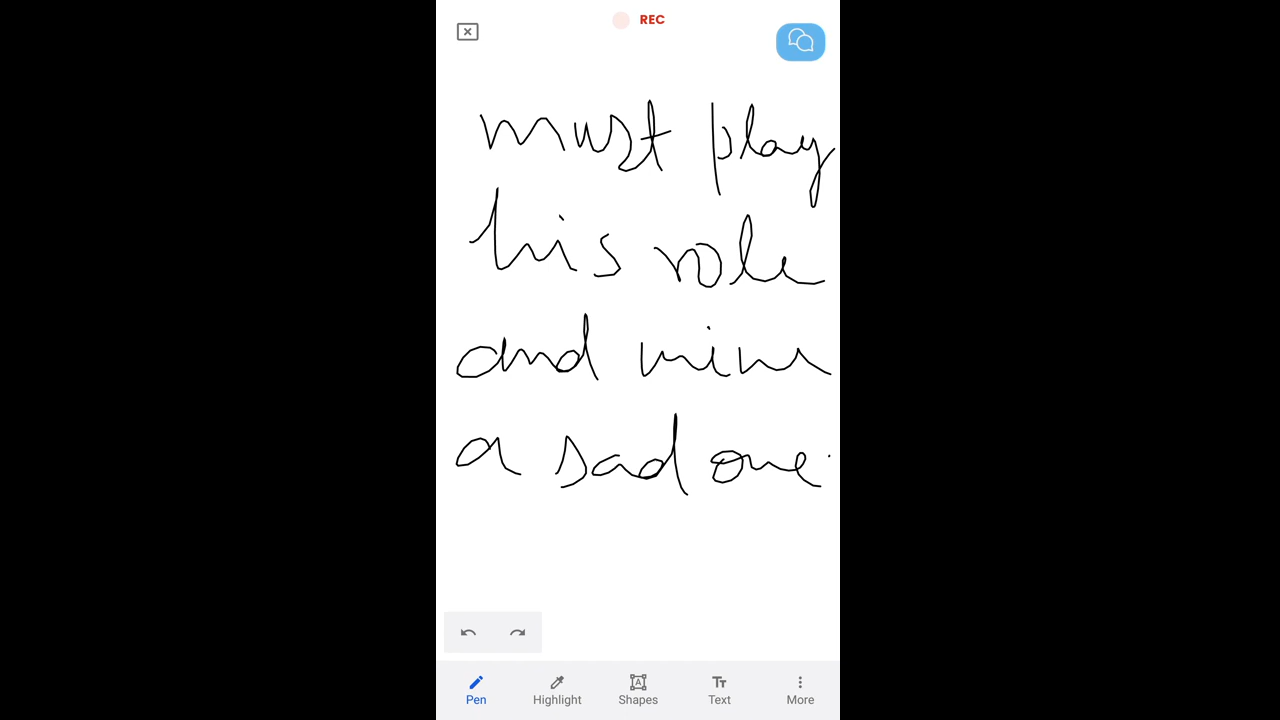 REC
must play
his role
and mine
a sad one.
Pen
Highlight
Shapes
Text
More